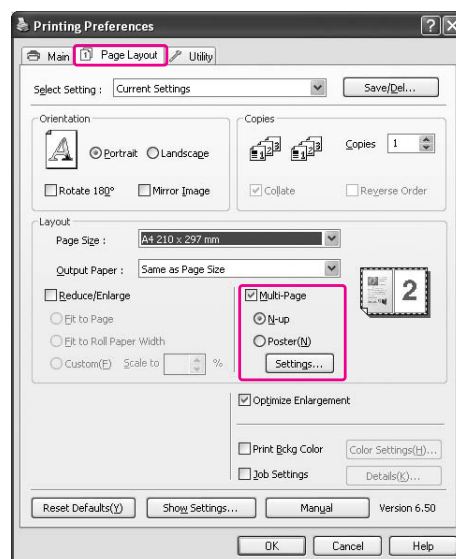 Printing Preferences
Main Page Layout Utility
Select Setting : Current Settings Save/Del...
Orientation
Portrait Landscape
Rotate 180° Mirror Image
Copies
Copies 1
Collate Reverse Order
Layout
Page Size : A4 210 x 297 mm
Output Paper : Same as Page Size
Reduce/Enlarge
Fit to Page
Fit to Roll Paper Width
Custom(E) Scale to %
Multi-Page
N-up
Poster(N)
Settings...
2
Optimize Enlargement
Print Bckg Color Color Settings(H)...
Job Settings Details(K)...
Reset Defaults(Y) Show Settings... Manual Version 6.50
OK Cancel Help